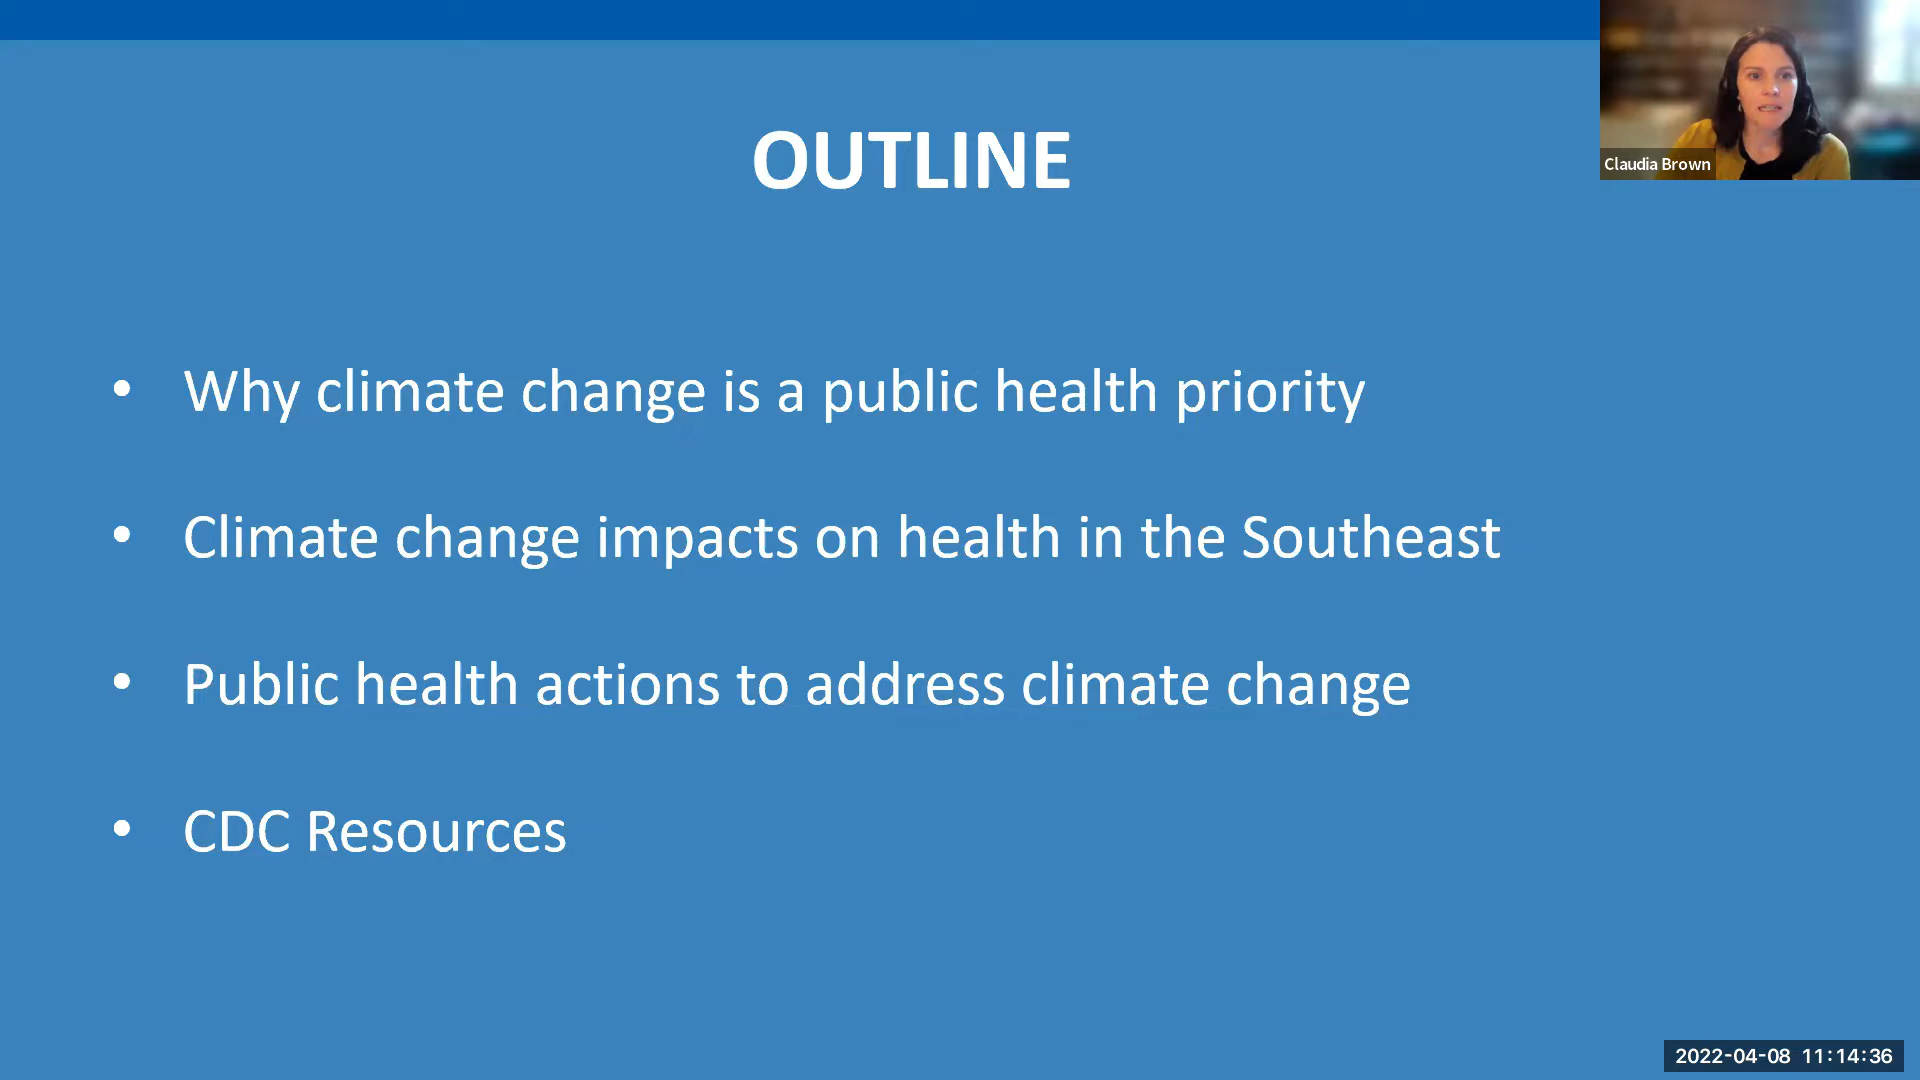 OUTLINE
Claudia Brown
• Why climate change is a public health priority
• Climate change impacts on health in the Southeast
• Public health actions to address climate change
• CDC Resources
2022-04-08 11:14:36